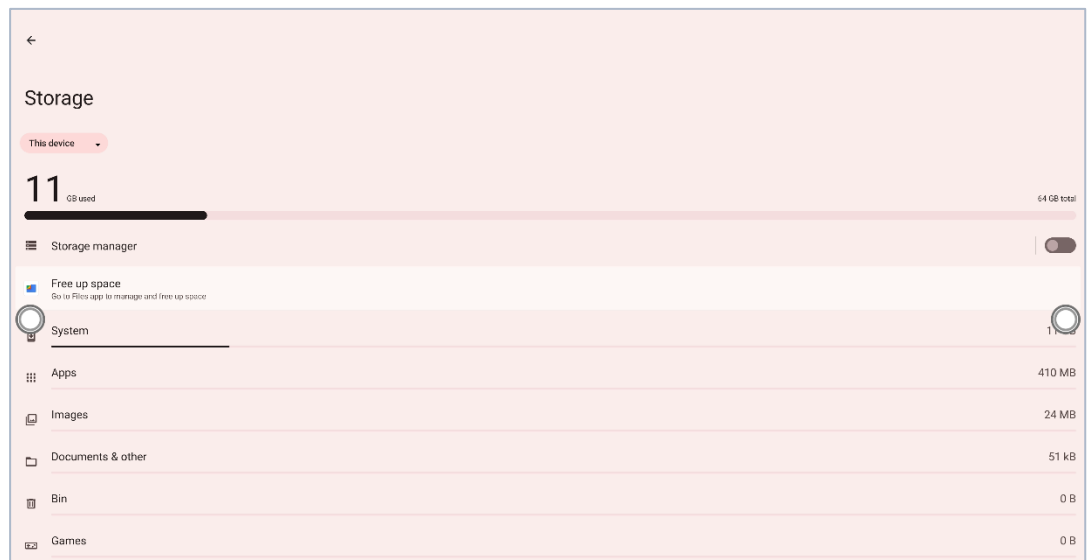 Storage
This device
11 GB used
64 GB total
Storage manager
Free up space
Go to Files app to manage and free up space
System
Apps
410 MB
Images
24 MB
Documents & other
51 kB
Bin
0 B
Games
0 B